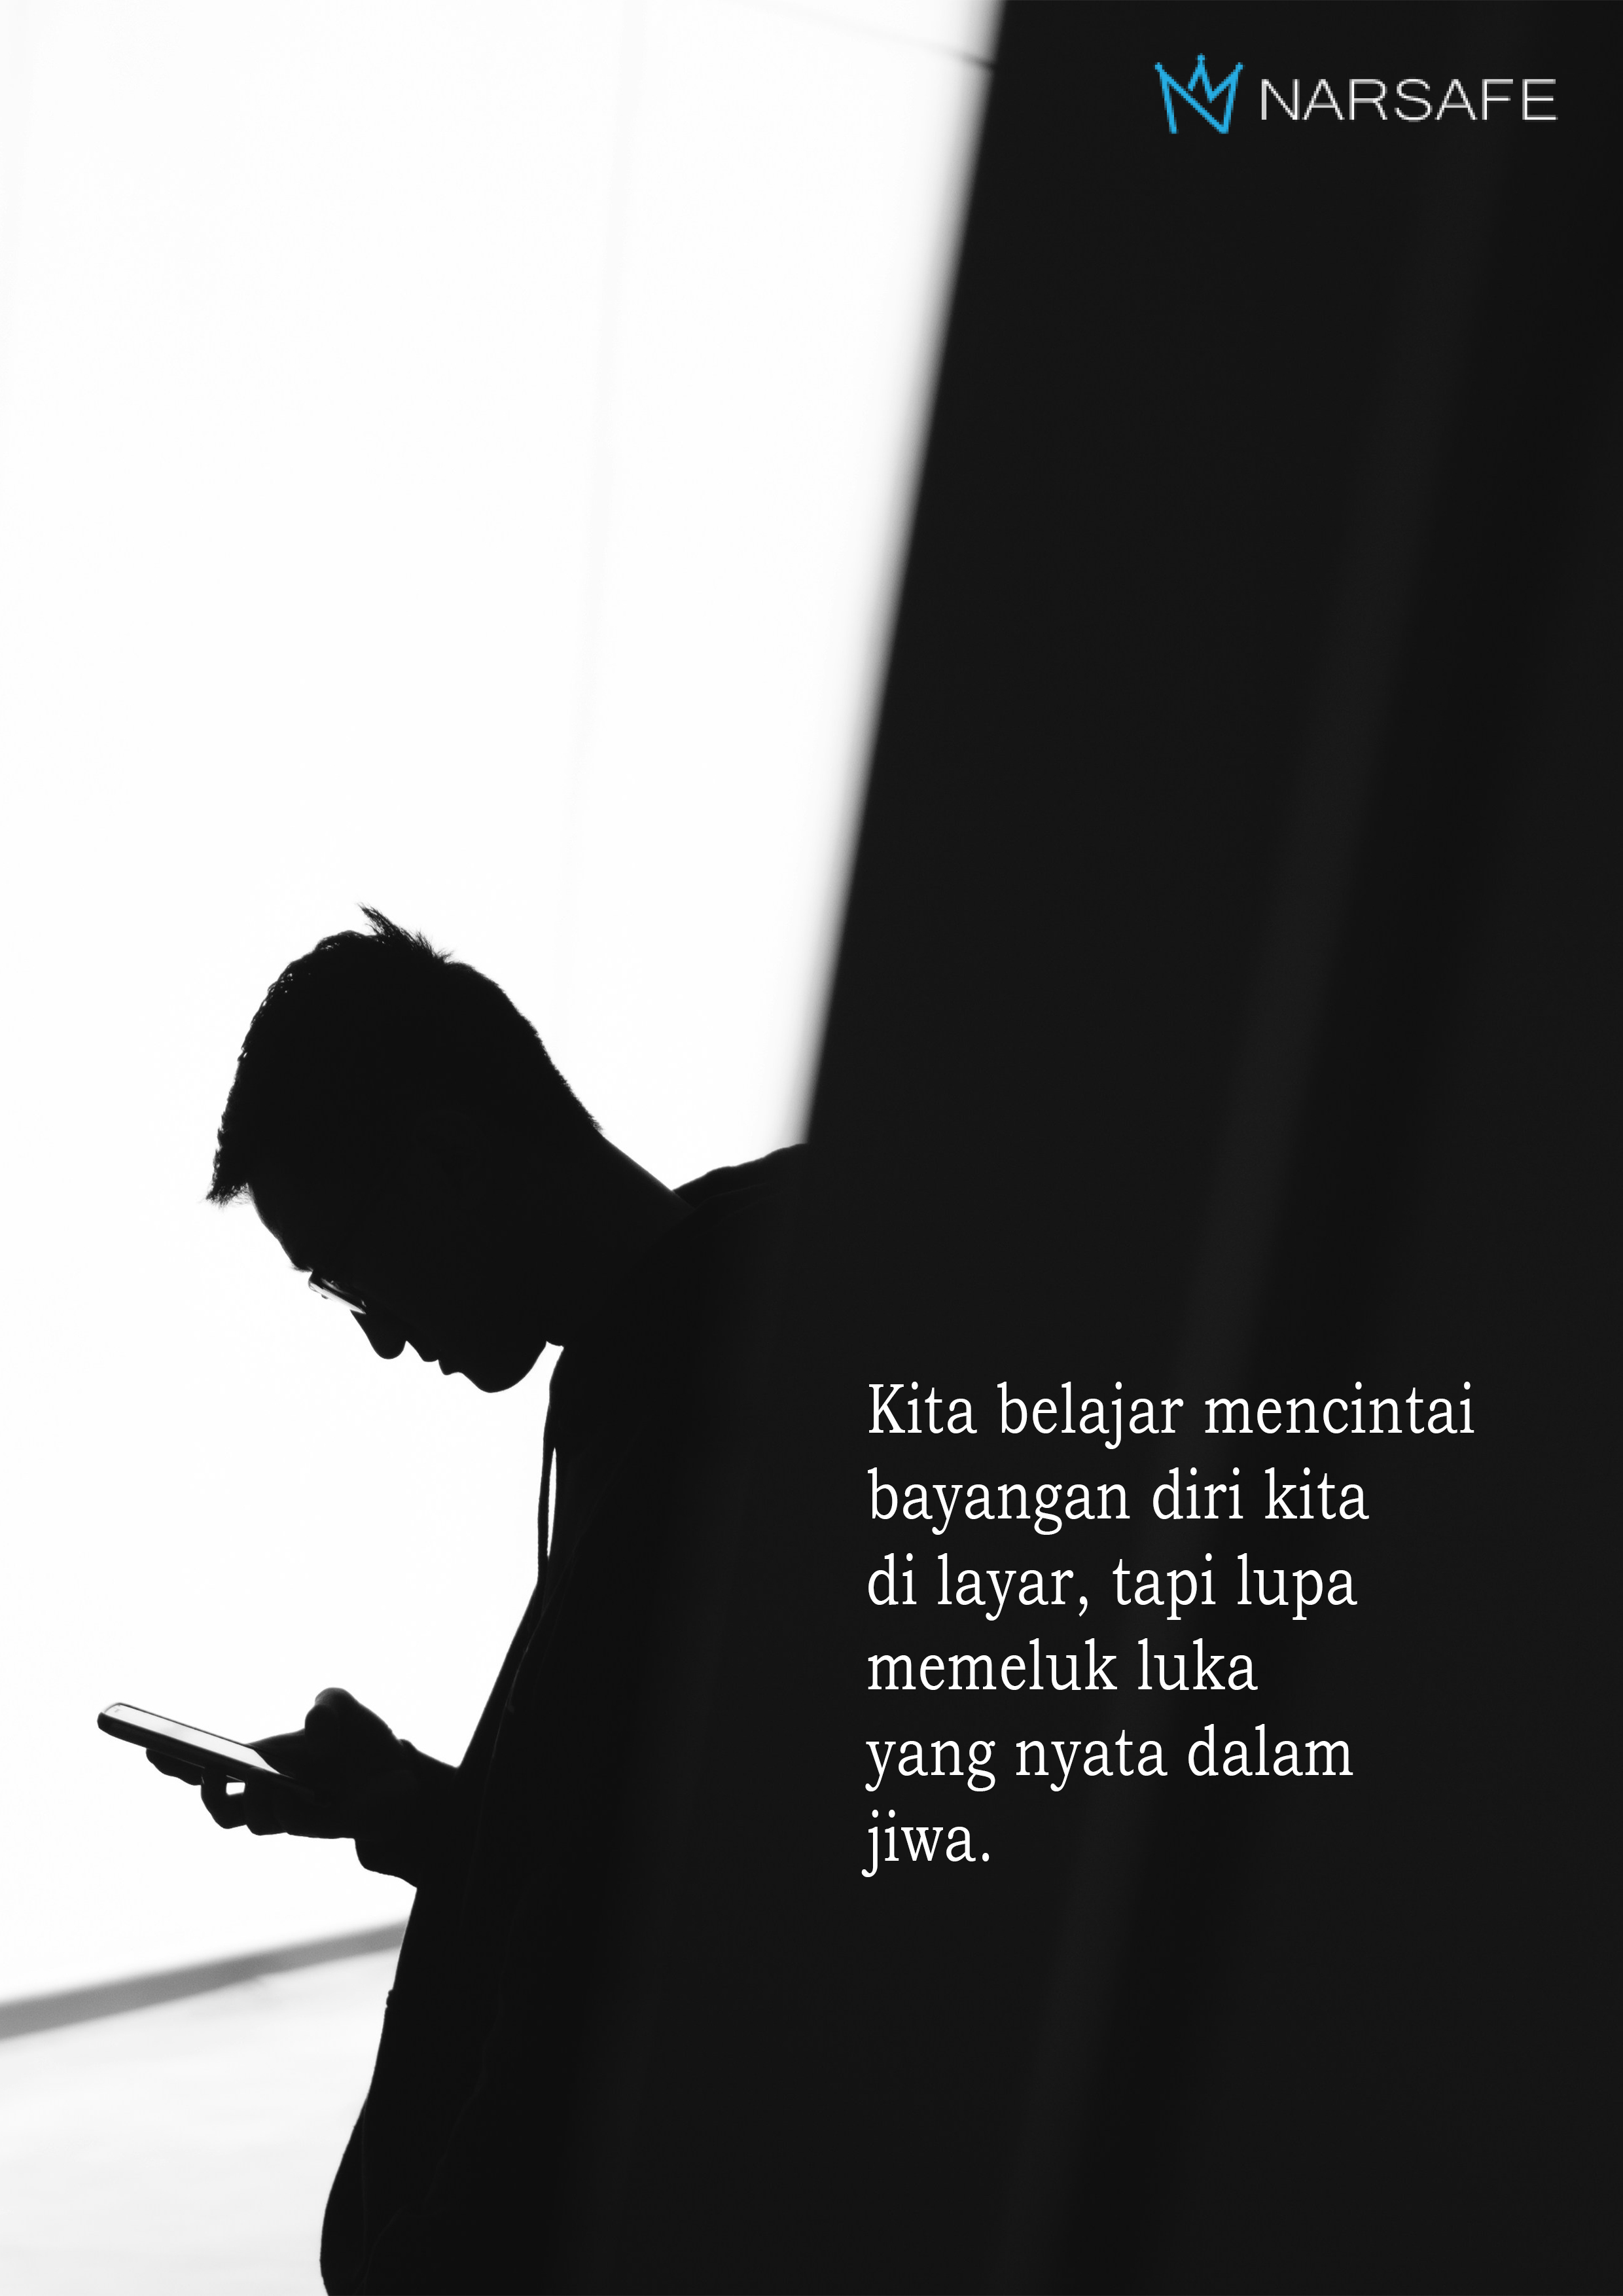 NARSAFE
Kita belajar mencintai
bayangan diri kita
di layar, tapi lupa
memeluk luka
yang nyata dalam
jiwa.